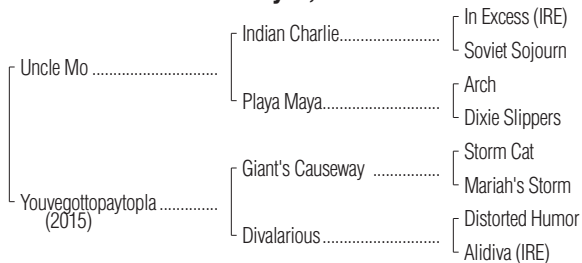 In Excess (IRE)
Indian Charlie....................
Soviet Sojourn
Uncle Mo .........................
Arch
Playa Maya.......................
Dixie Slippers
Storm Cat
Giant's Causeway ................
Mariah's Storm
Youvegottopaytopla ............
(2015)
Distorted Humor
Divalarious.......................
Alidiva (IRE)